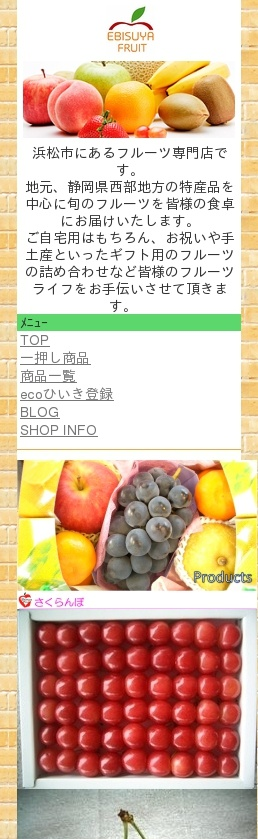 EBISUYA
FRUIT
浜松市にあるフルーツ専門店で
す。
地元、静岡県西部地方の特産品を
中心に旬のフルーツを皆様の食卓
にお届けいたします。
ご自宅用はもちろん、お祝いや手
土産といったギフト用のフルーツ
の詰め合わせなど皆様のフルーツ
ライフをお手伝いさせて頂きま
す。
ﾒﾆｭｰ
TOP
一押し商品
商品一覧
ecoひいき登録
BLOG
SHOP INFO
Products
さくらんぼ